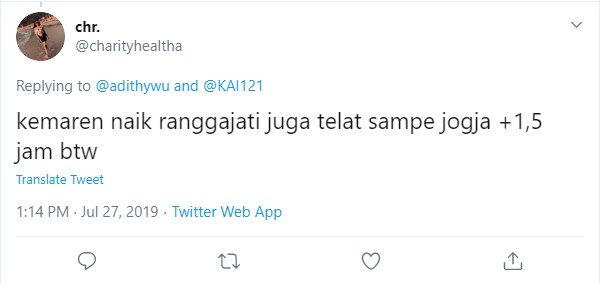 chr.
@charityhealtha
Replying to @adithywu and @KAI121
kemaren naik ranggajati juga telat sampe jogja +1,5
jam btw
Translate Tweet
1:14 PM · Jul 27, 2019 · Twitter Web App